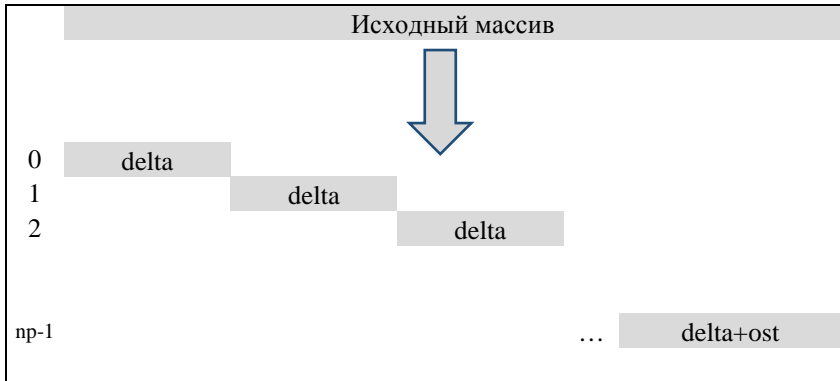 Исходный массив
0 delta
1 delta
2 delta
np-1 … delta+ost